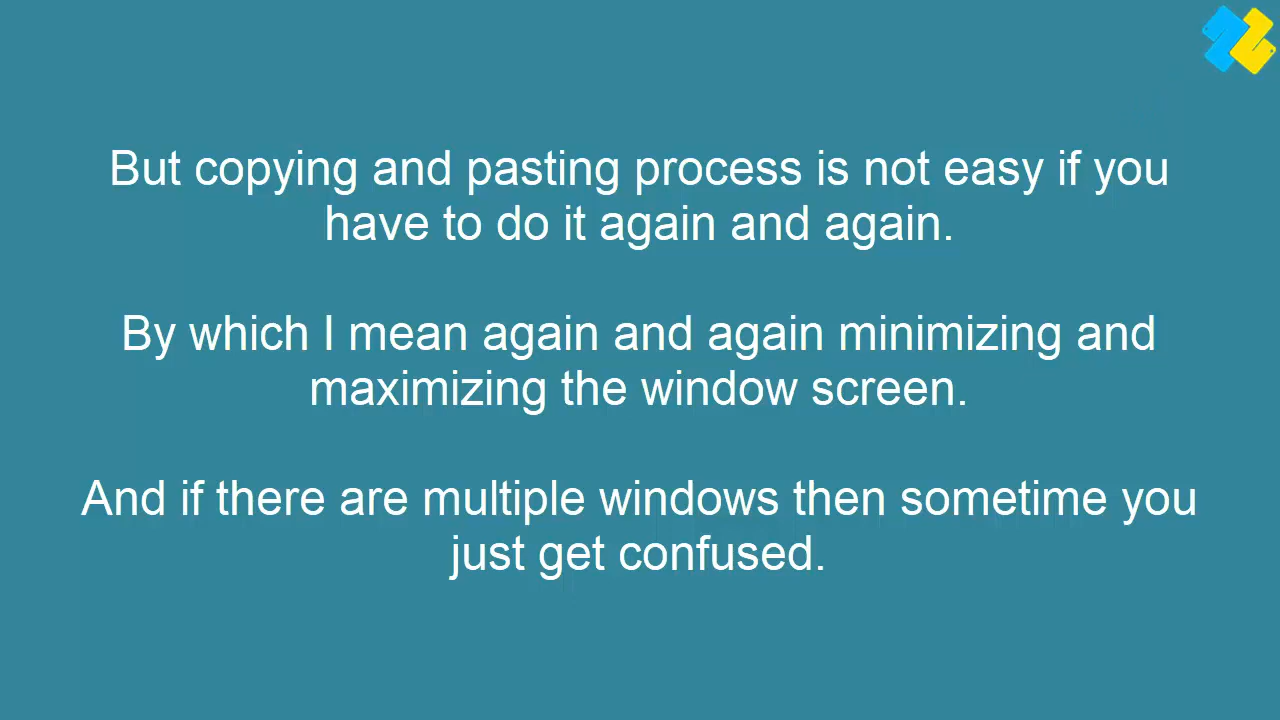 But copying and pasting process is not easy if you
have to do it again and again.
By which I mean again and again minimizing and
maximizing the window screen.
And if there are multiple windows then sometime you
just get confused.